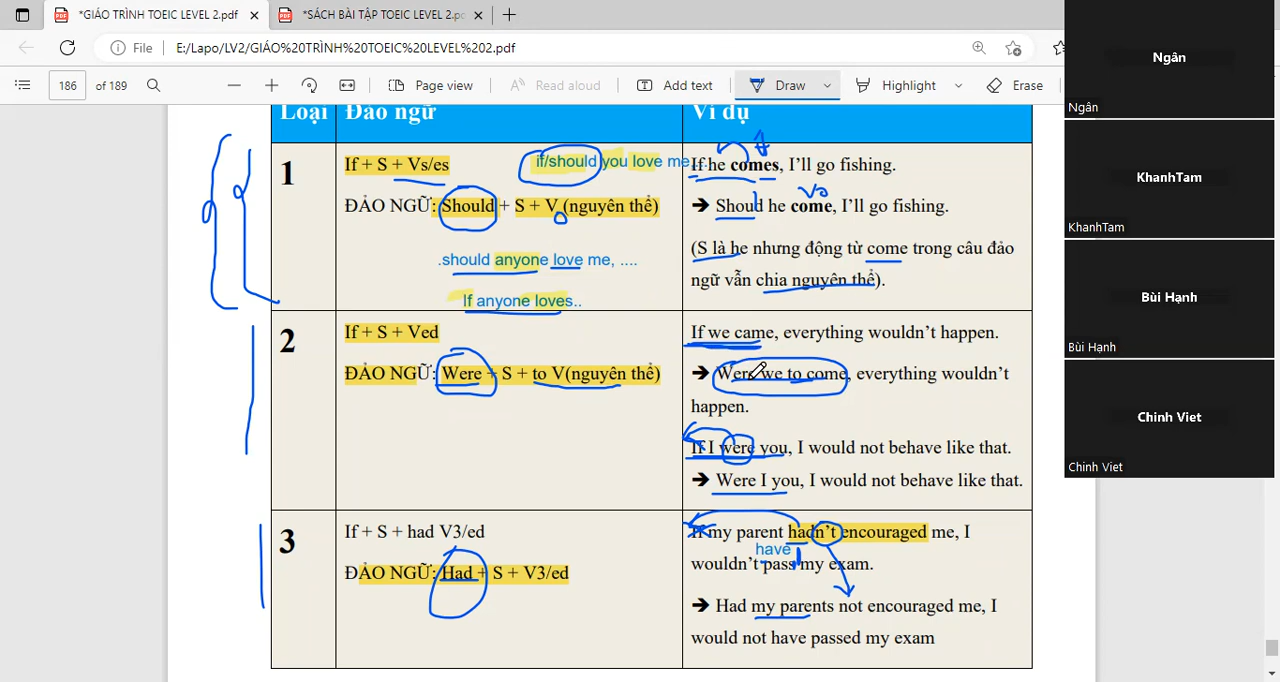 *GIÁO TRÌNH TOEIC LEVEL 2.pdf
*SÁCH BÀI TẬP TOEIC LEVEL 2.pd
File
E:/Lapo/LV2/GIÁO%20TRÌNH%20TOEIC%20LEVEL%202.pdf
186 of 189
Page view
Read aloud
Add text
Draw
Highlight
Erase
Loại
Đảo ngữ
Ví dụ
1
If + S + Vs/es
if/should you love me...
ĐẢO NGỮ: Should + S + V (nguyên thể)
.should anyone love me, ....
If anyone loves..
If he comes, I’ll go fishing.
Vo
➔ Shoud he come, I’ll go fishing.
(S là he nhưng động từ come trong câu đảo
ngữ vẫn chia nguyên thể).
2
If + S + Ved
ĐẢO NGỮ: Were + S + to V(nguyên thể)
If we came, everything wouldn’t happen.
➔ Were we to come, everything wouldn’t
happen.
If I were you, I would not behave like that.
➔ Were I you, I would not behave like that.
3
If + S + had V3/ed
ĐẢO NGỮ: Had + S + V3/ed
If my parent hadn’t encouraged me, I
have
wouldn’t pass my exam.
➔ Had my parents not encouraged me, I
would not have passed my exam
Ngân
Ngân
KhanhTam
KhanhTam
Bùi Hạnh
Bùi Hạnh
Chinh Viet
Chinh Viet